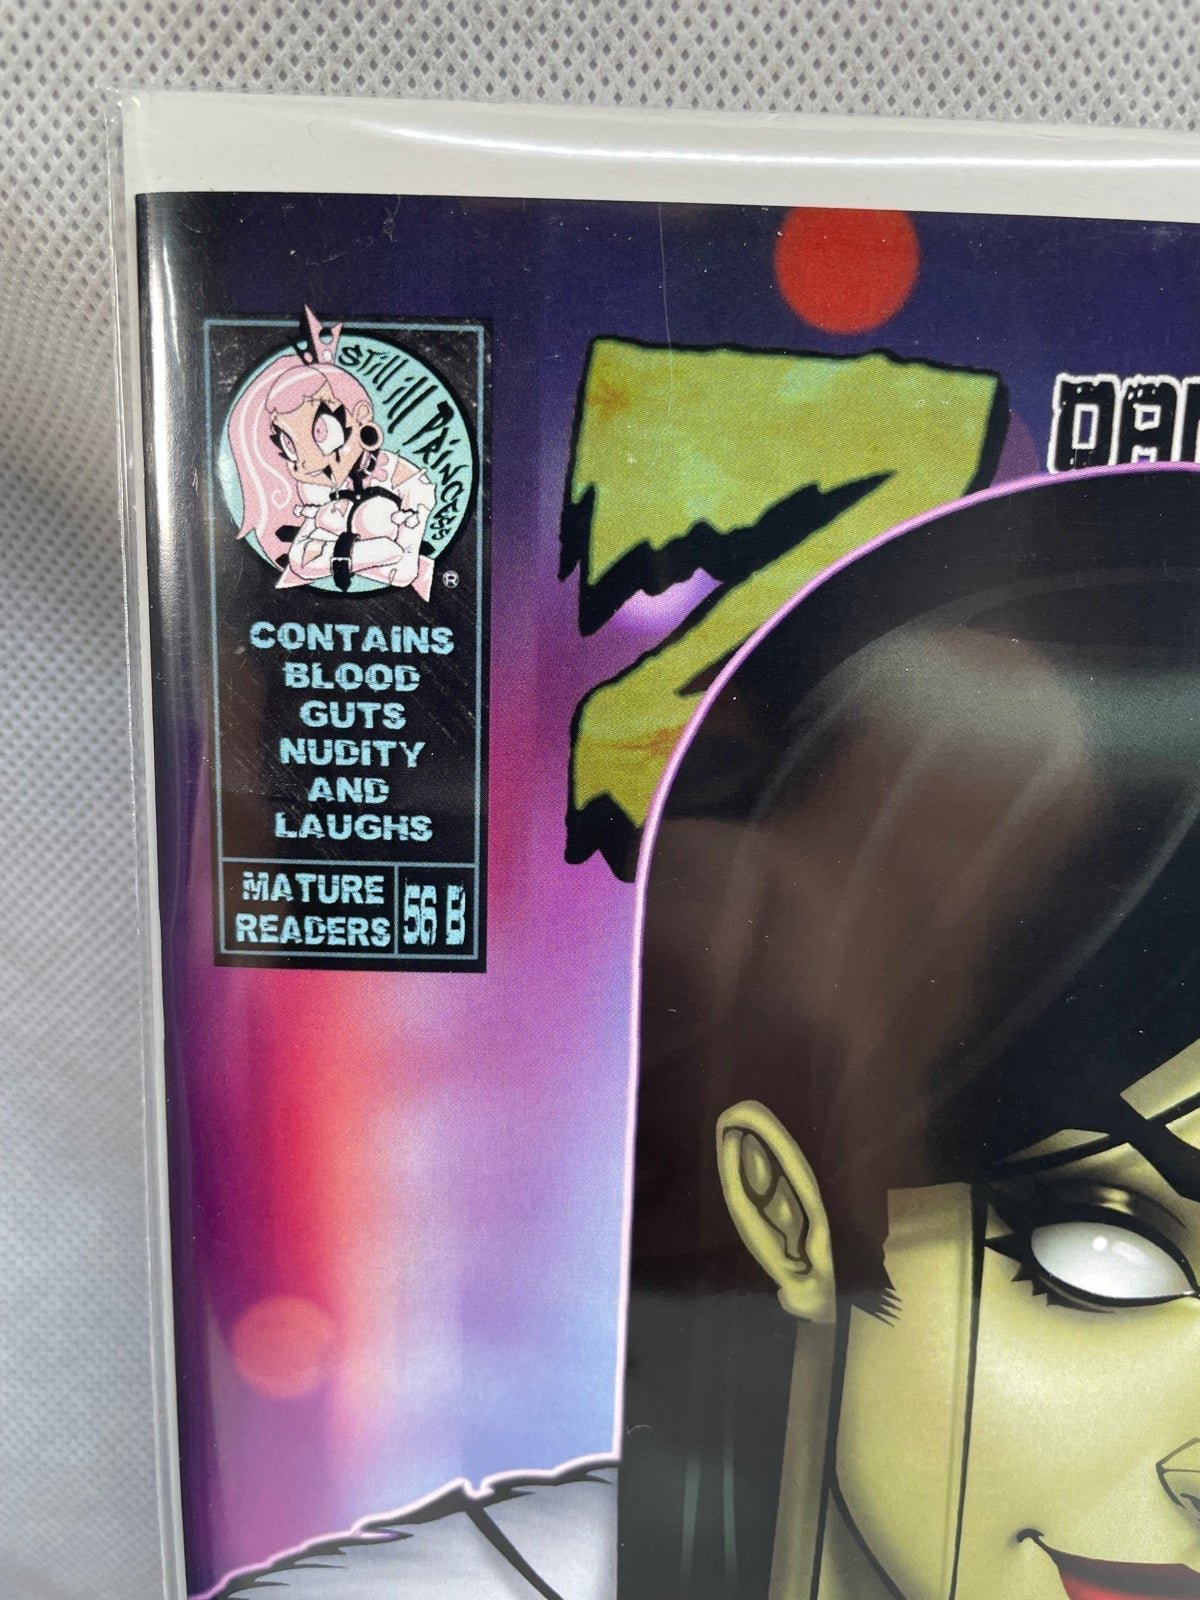 Still ill Princess
®
CONTAINS
BLOOD
GUTS
NUDITY
AND
LAUGHS
MATURE
READERS
56 B
Z